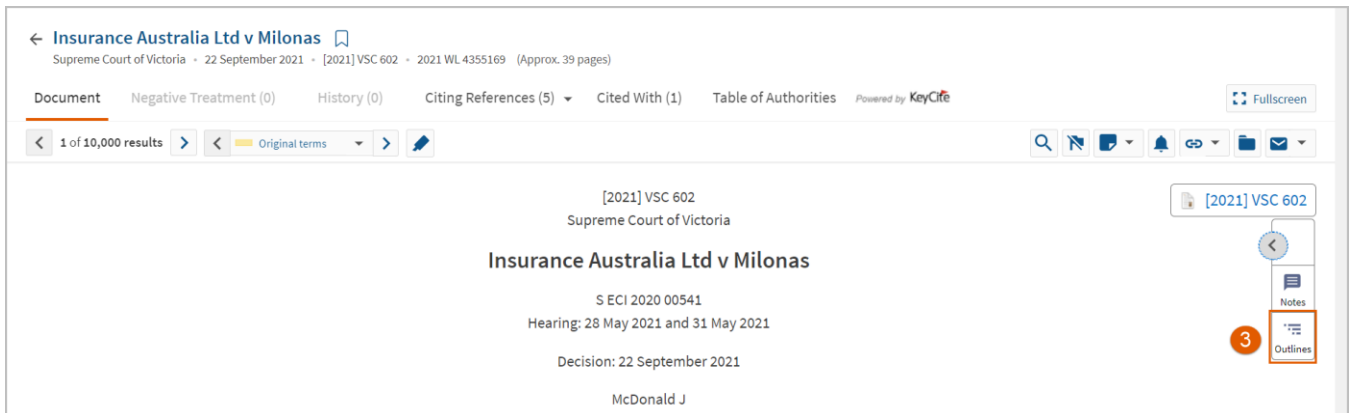 Insurance Australia Ltd v Milonas
Supreme Court of Victoria • 22 September 2021 • [2021] VSC 602 • 2021 WL 4355169 (Approx. 39 pages)
Document Negative Treatment (0) History (0) Citing References (5) Cited With (1) Table of Authorities Powered by KeyCite Fullscreen
1 of 10,000 results Original terms
[2021] VSC 602
[2021] VSC 602
Supreme Court of Victoria
Insurance Australia Ltd v Milonas
S ECI 2020 00541
Notes
Hearing: 28 May 2021 and 31 May 2021
3 Outlines
Decision: 22 September 2021
McDonald J